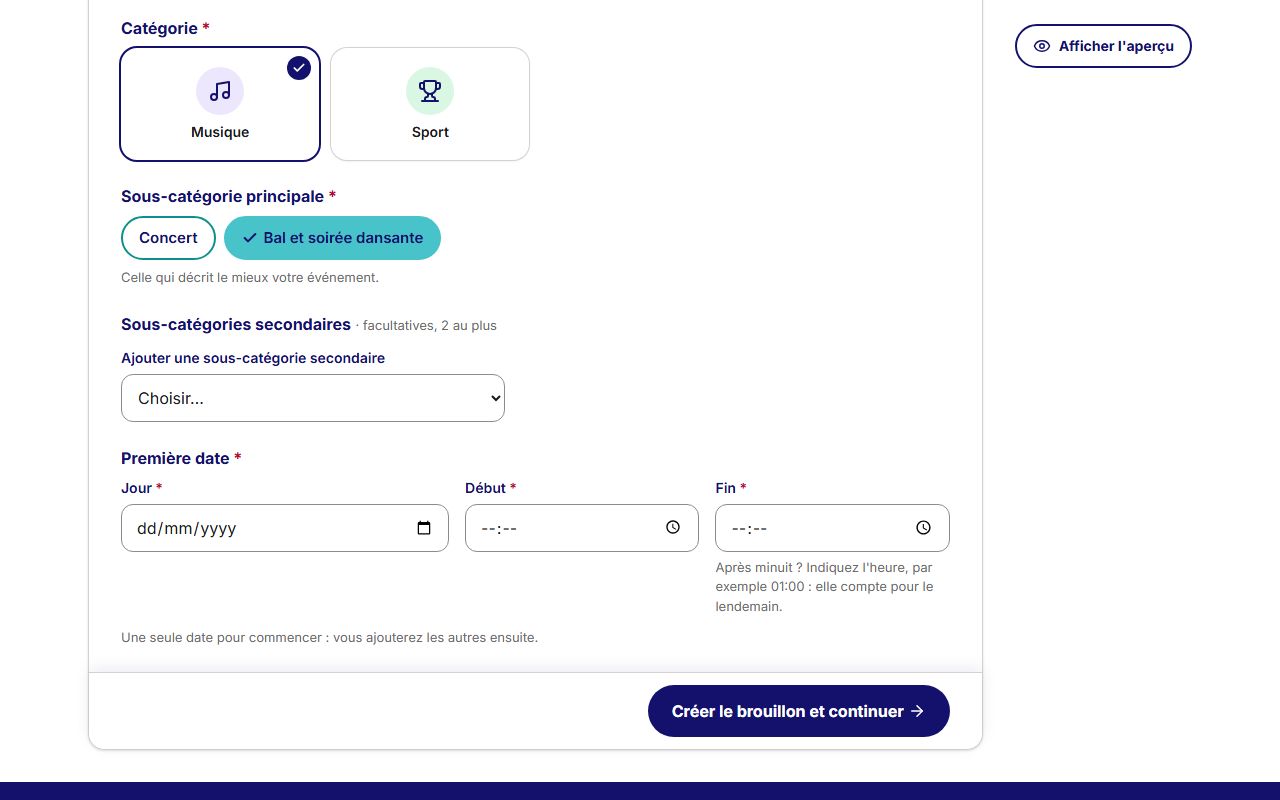 Catégorie *
Afficher l'aperçu
Musique
Sport
Sous-catégorie principale *
Concert
Bal et soirée dansante
Celle qui décrit le mieux votre événement.
Sous-catégories secondaires · facultatives, 2 au plus
Ajouter une sous-catégorie secondaire
Choisir...
Première date *
Jour *
Début *
Fin *
dd/mm/yyyy
--:--
--:--
Après minuit ? Indiquez l'heure, par
exemple 01:00 : elle compte pour le
lendemain.
Une seule date pour commencer : vous ajouterez les autres ensuite.
Créer le brouillon et continuer →